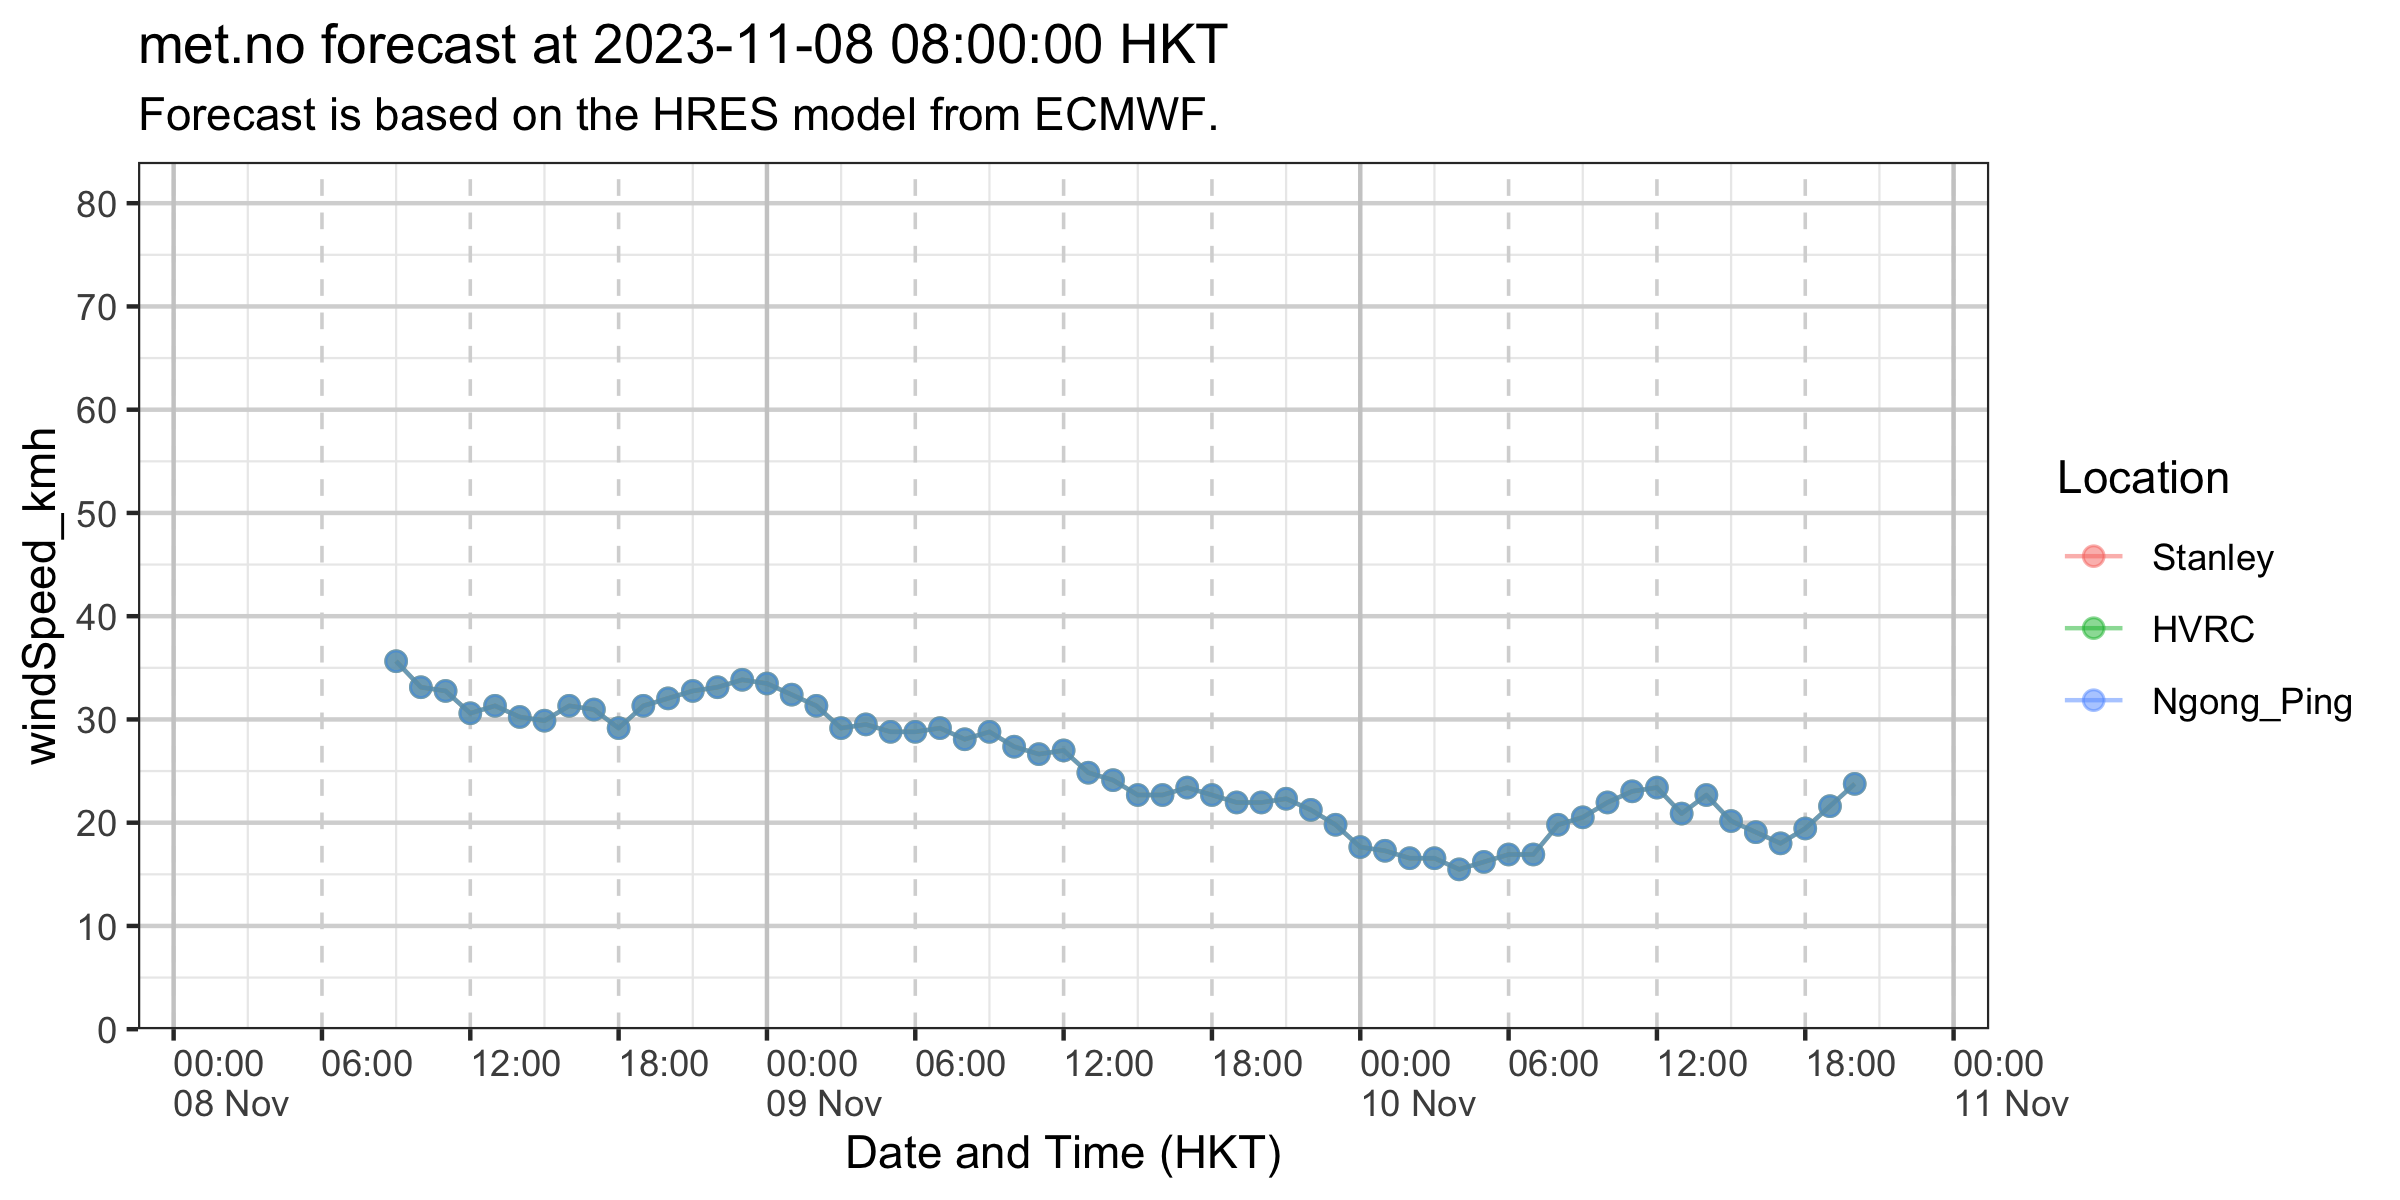 met.no forecast at 2023-11-08 08:00:00 HKT
Forecast is based on the HRES model from ECMWF.
windSpeed_kmh
80
70
60
50
40
30
20
10
0
00:00 06:00 12:00 18:00 00:00 06:00 12:00 18:00 00:00 06:00 12:00 18:00 00:00
08 Nov 09 Nov 10 Nov 11 Nov
Date and Time (HKT)
Location
Stanley
HVRC
Ngong_Ping